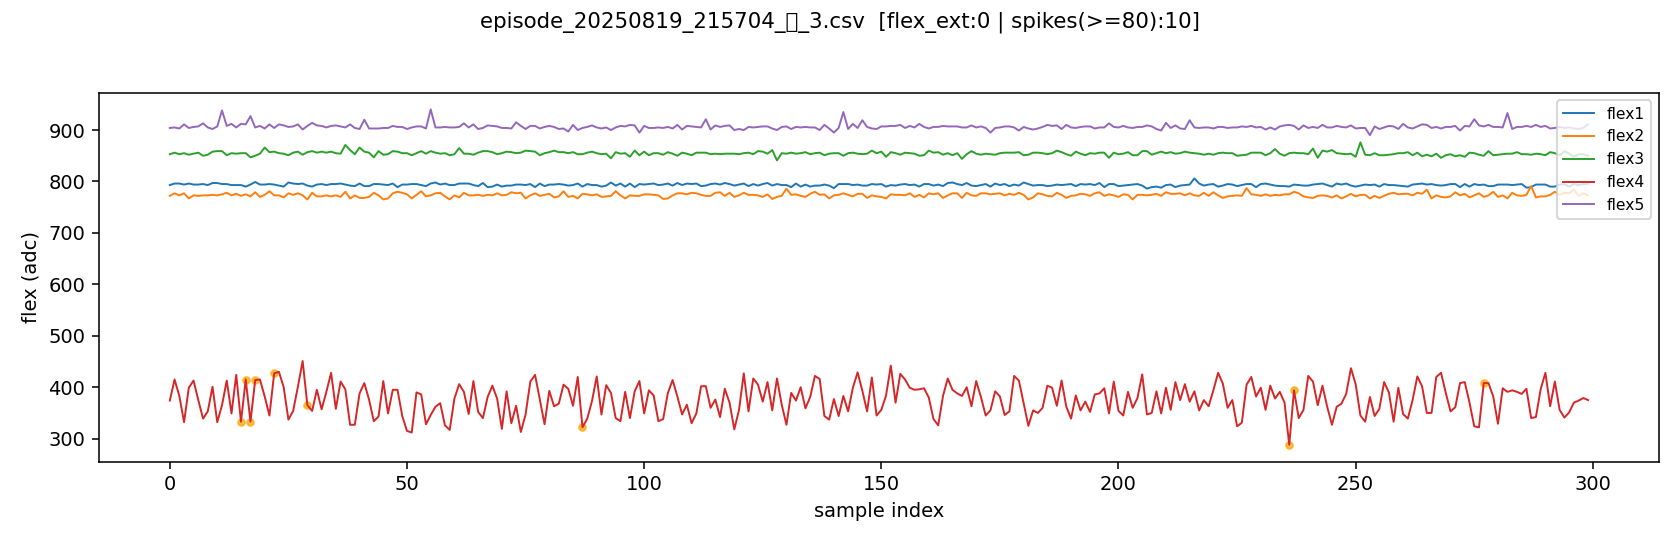 episode_20250819_215704_▯_3.csv [flex_ext:0 | spikes(>=80):10]
flex (adc)
900
800
700
600
500
400
300
0 50 100 150 200 250 300
sample index
flex1
flex2
flex3
flex4
flex5